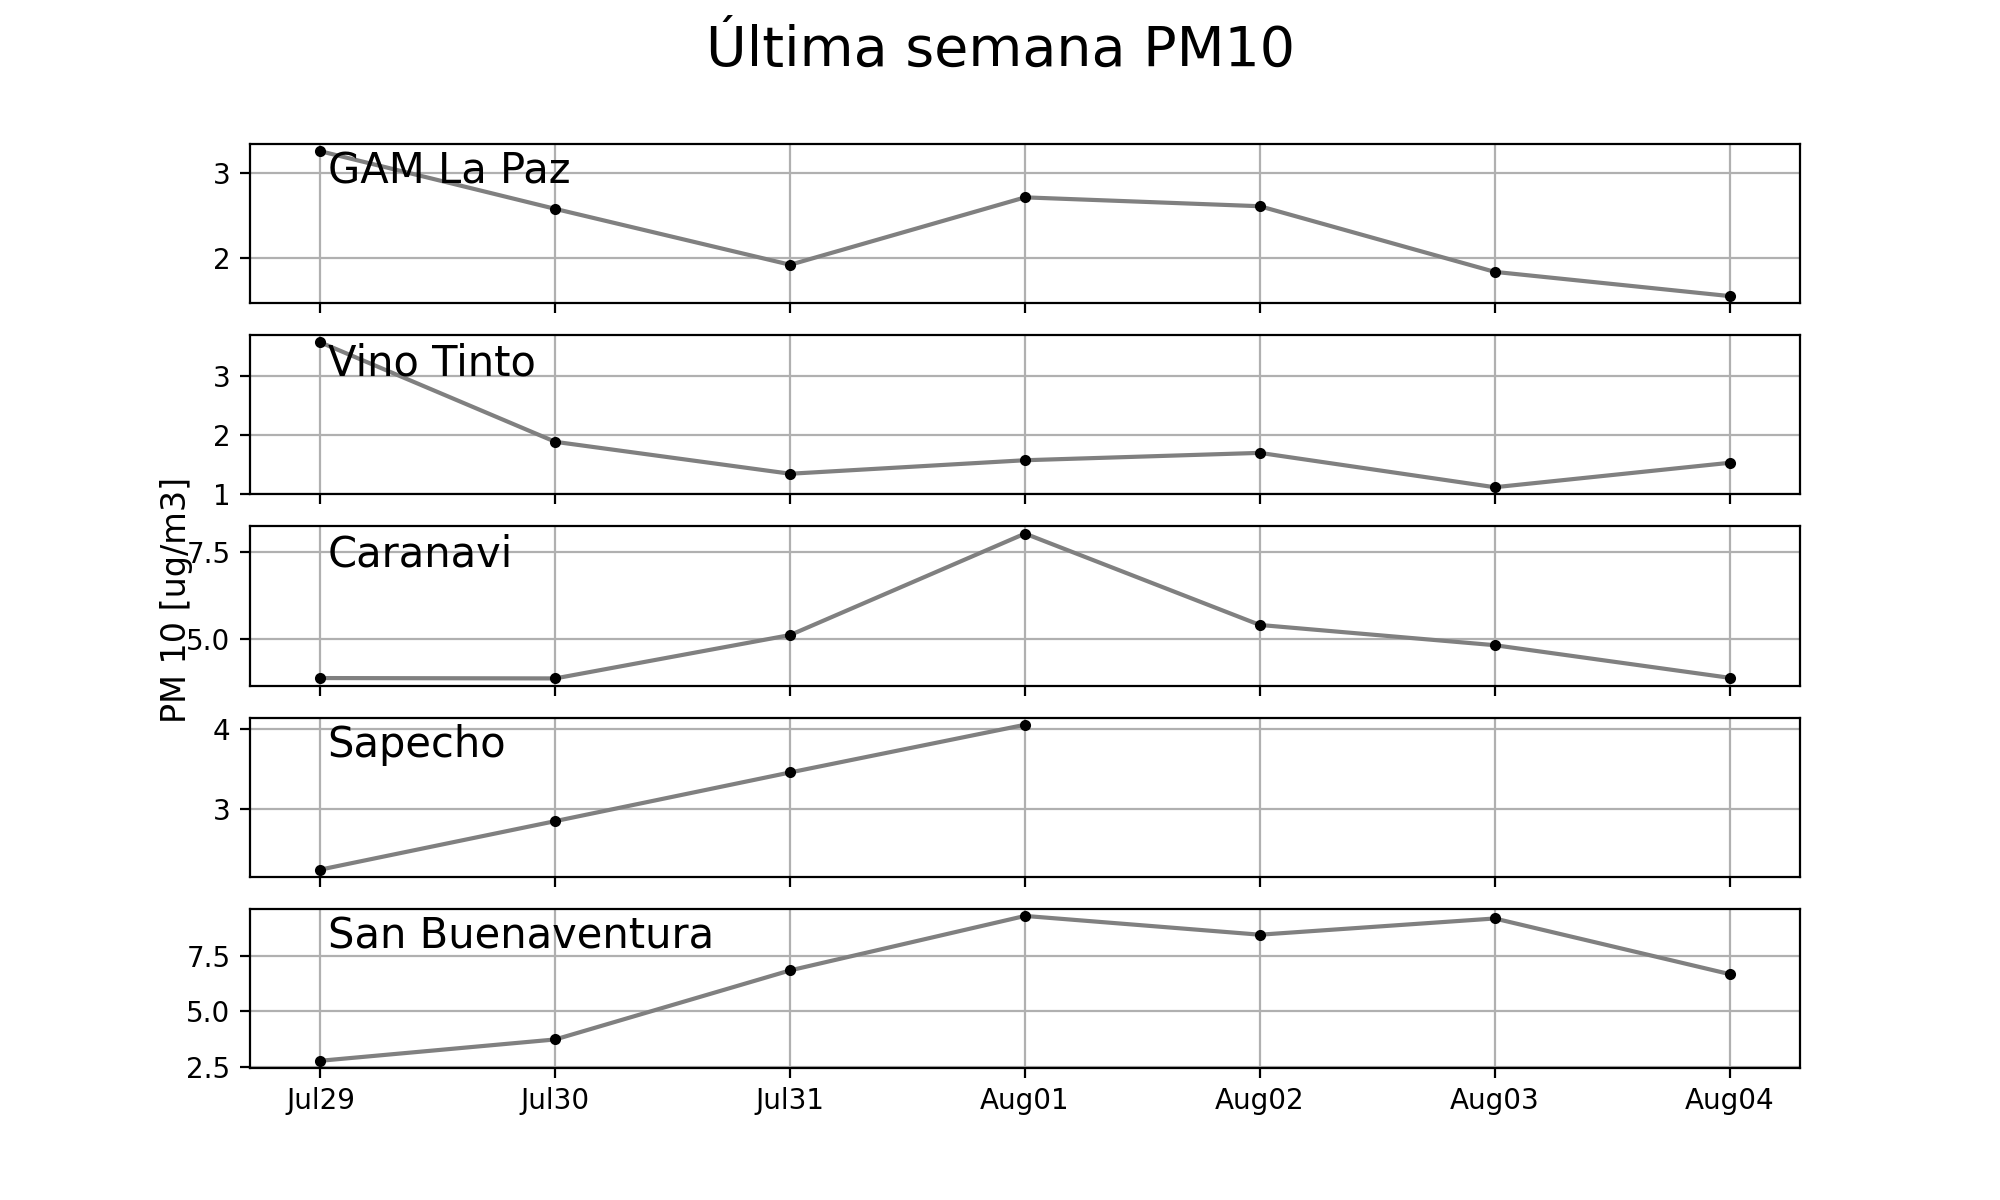 Última semana PM10
GAM La Paz
3
2
Vino Tinto
3
2
1
PM 10 [ug/m3]
Caranavi
7.5
5.0
Sapecho
4
3
San Buenaventura
7.5
5.0
2.5
Jul29 Jul30 Jul31 Aug01 Aug02 Aug03 Aug04